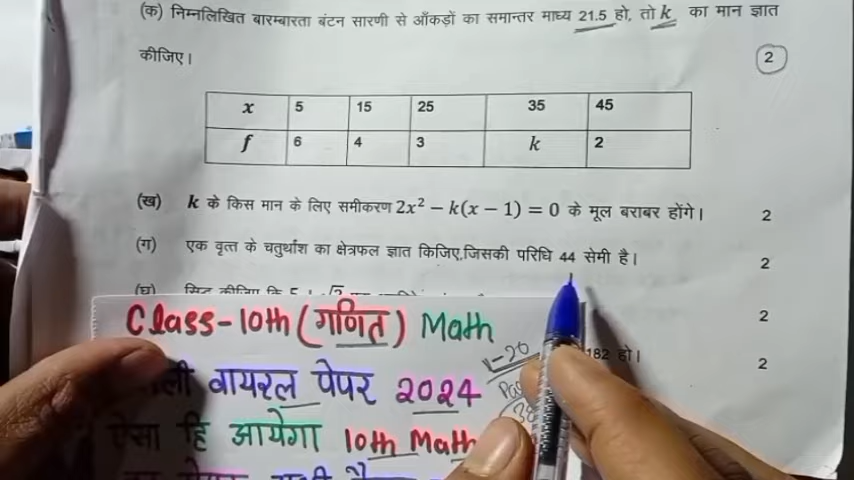 (क) निम्नलिखित बारम्बारता बंटन सारणी से आँकड़ों का समान्तर माध्य 21.5 हो, तो k का मान ज्ञात
कीजिए। 2
x 5 15 25 35 45
f 6 4 3 k 2
(ख) k के किस मान के लिए समीकरण 2x² − k(x − 1) = 0 के मूल बराबर होंगे। 2
(ग) एक वृत्त के चतुर्थांश का क्षेत्रफल ज्ञात किजिए,जिसकी परिधि 44 सेमी है। 2
(घ) सिद्ध कीजिए कि 5 + 2
Class-10th (गणित) Math
182 हो। 2
वायरल पेपर 2024
ऐसा हि आयेगा 10th Math